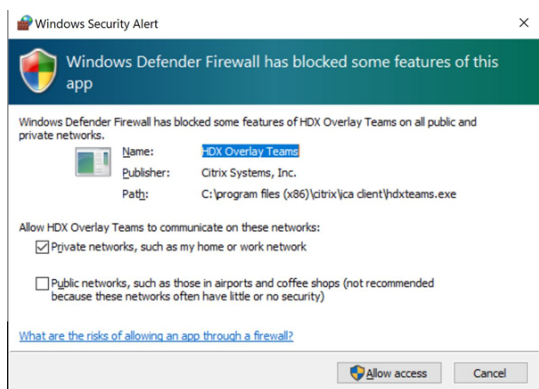 Windows Security Alert
Windows Defender Firewall has blocked some features of this
app
Windows Defender Firewall has blocked some features of HDX Overlay Teams on all public and
private networks.
Name: HDX Overlay Teams
Publisher: Citrix Systems, Inc.
Path: C:\program files (x86)\citrix\ica client\hdxteams.exe
Allow HDX Overlay Teams to communicate on these networks:
Private networks, such as my home or work network
Public networks, such as those in airports and coffee shops (not recommended
because these networks often have little or no security)
What are the risks of allowing an app through a firewall?
Allow access Cancel